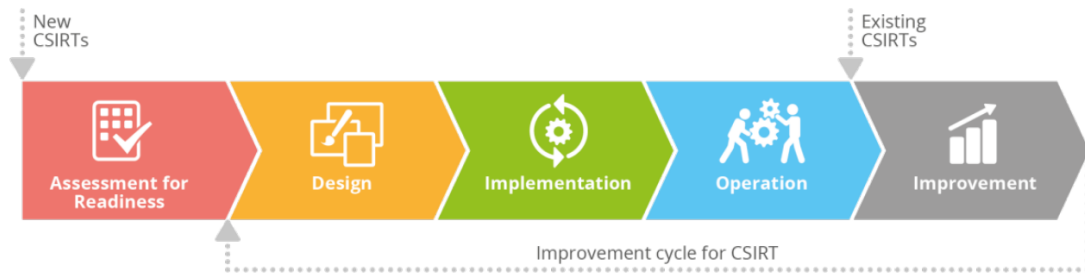 New
CSIRTs
Existing
CSIRTs
Assessment for
Readiness
Design
Implementation
Operation
Improvement
Improvement cycle for CSIRT